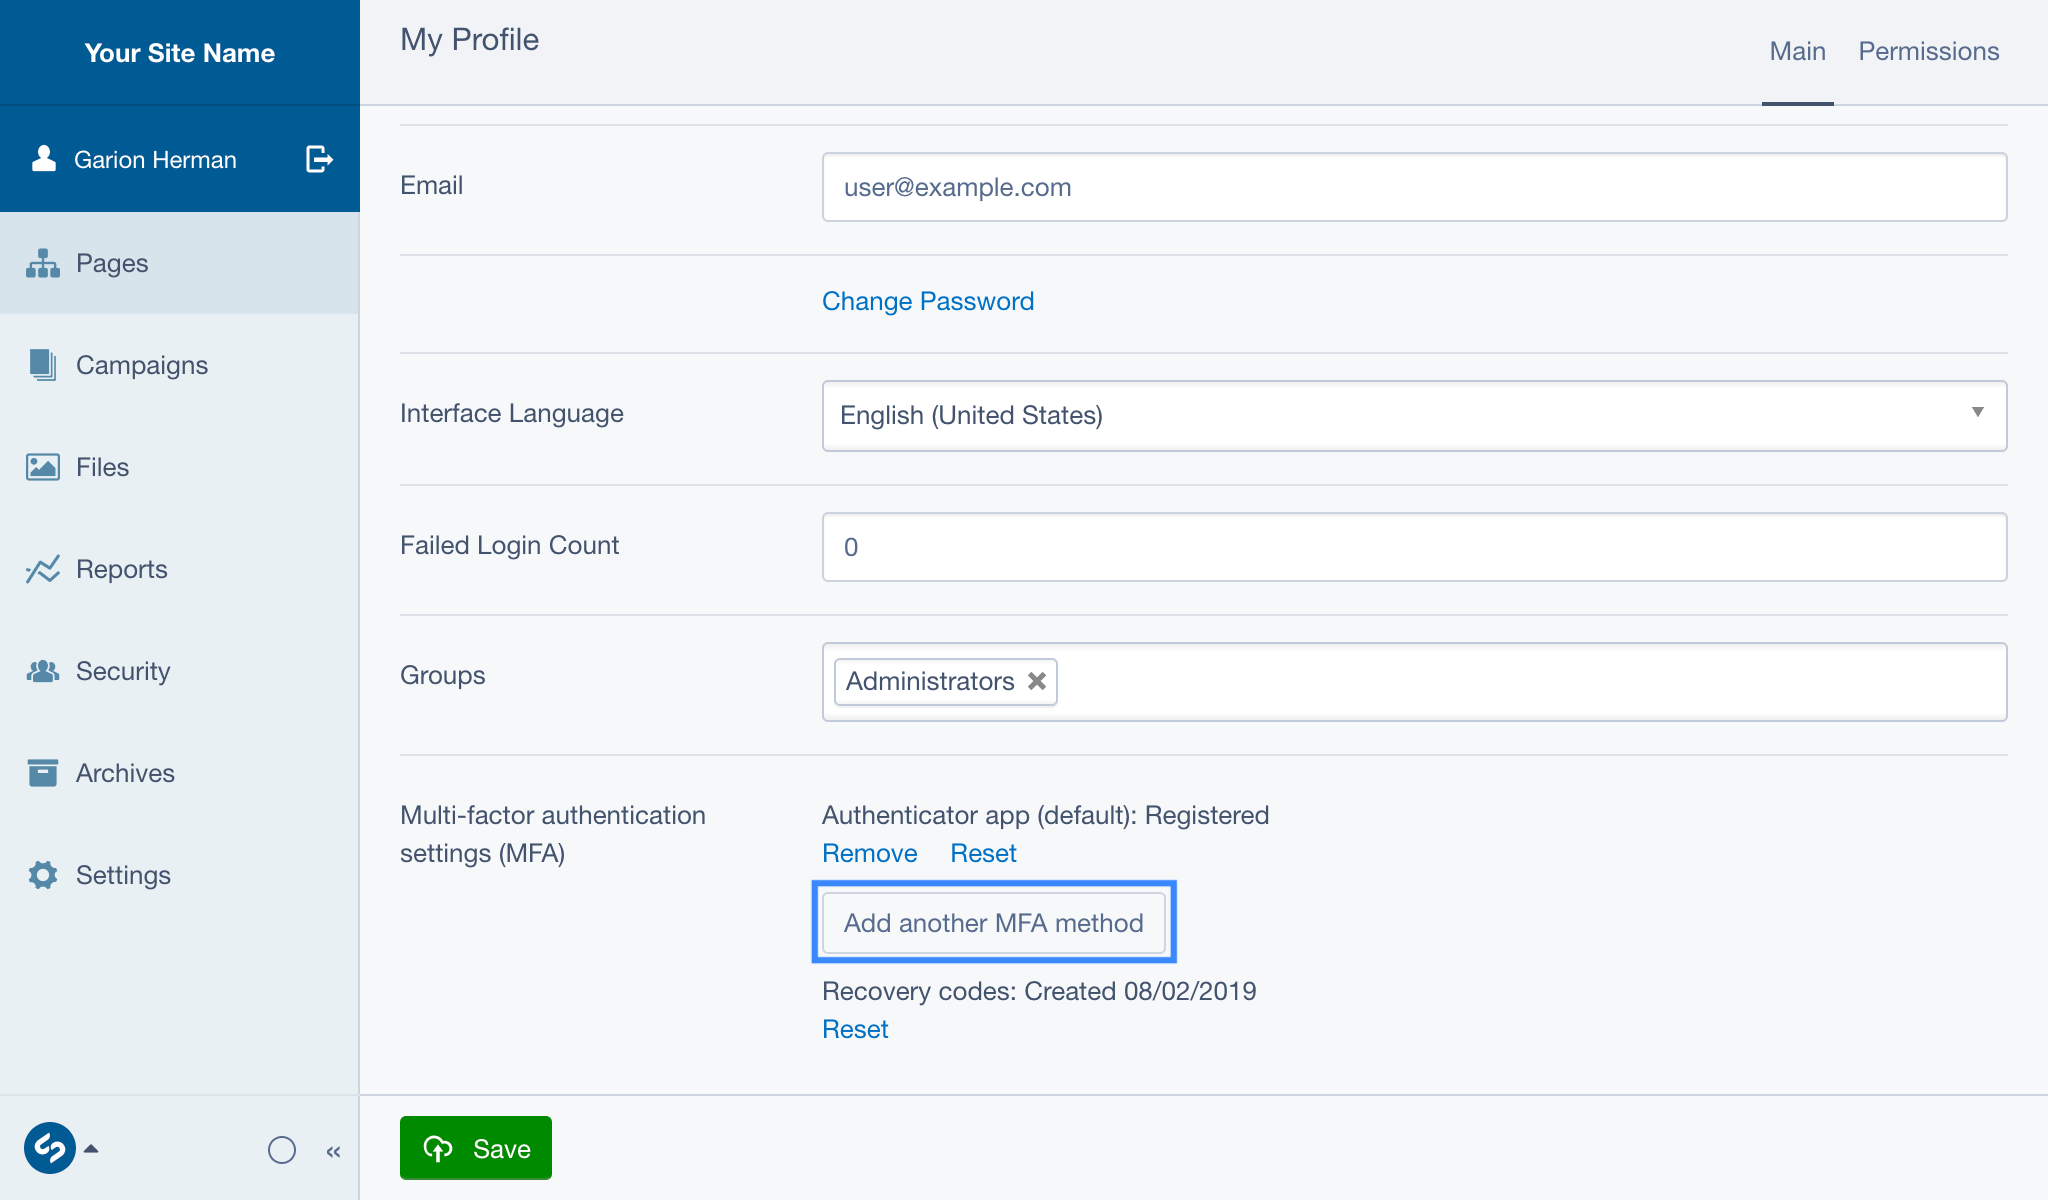 Your Site Name
Garion Herman
Pages
Campaigns
Files
Reports
Security
Archives
Settings
«
My Profile
Main
Permissions
Email
user@example.com
Change Password
Interface Language
English (United States)
Failed Login Count
0
Groups
Administrators
Multi-factor authentication
settings (MFA)
Authenticator app (default): Registered
Remove
Reset
Add another MFA method
Recovery codes: Created 08/02/2019
Reset
Save